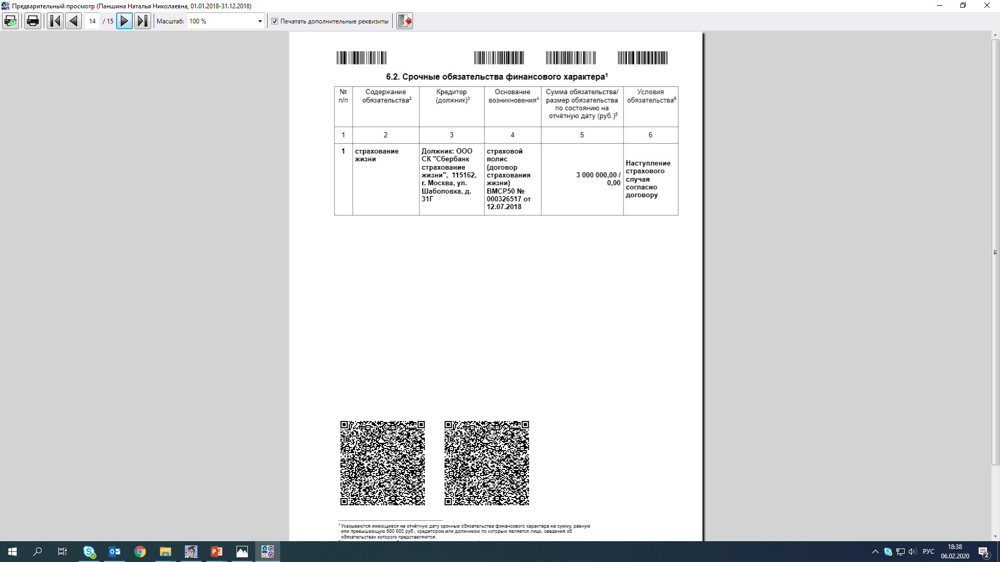 Предварительный просмотр (Паншина Наталья Николаевна, 01.01.2018-31.12.2018)
14 / 15 Масштаб: 100 % Печатать дополнительные реквизиты
6.2. Срочные обязательства финансового характера¹
№ п/п
Содержание обязательства²
Кредитор (должник)³
Основание возникновения⁴
Сумма обязательства/ размер обязательства по состоянию на отчётную дату (руб.)⁵
Условия обязательства⁶
1 2 3 4 5 6
1
страхование
жизни
Должник: ООО
СК "Сбербанк
страхование
жизни", 115162,
г. Москва, ул.
Шаболовка, д.
31Г
страховой
полис
(договор
страхования
жизни)
ВМСР50 №
000326517 от
12.07.2018
3 000 000,00 /
0,00
Наступление
страхового
случая
согласно
договору
¹ Указываются имеющиеся на отчётную дату срочные обязательства финансового характера на сумму, равную
или превышающую 500 000 руб., кредитором или должником по которым является лицо, сведения об
обязательствах которого представляются.
РУС
18:38
06.02.2020
2